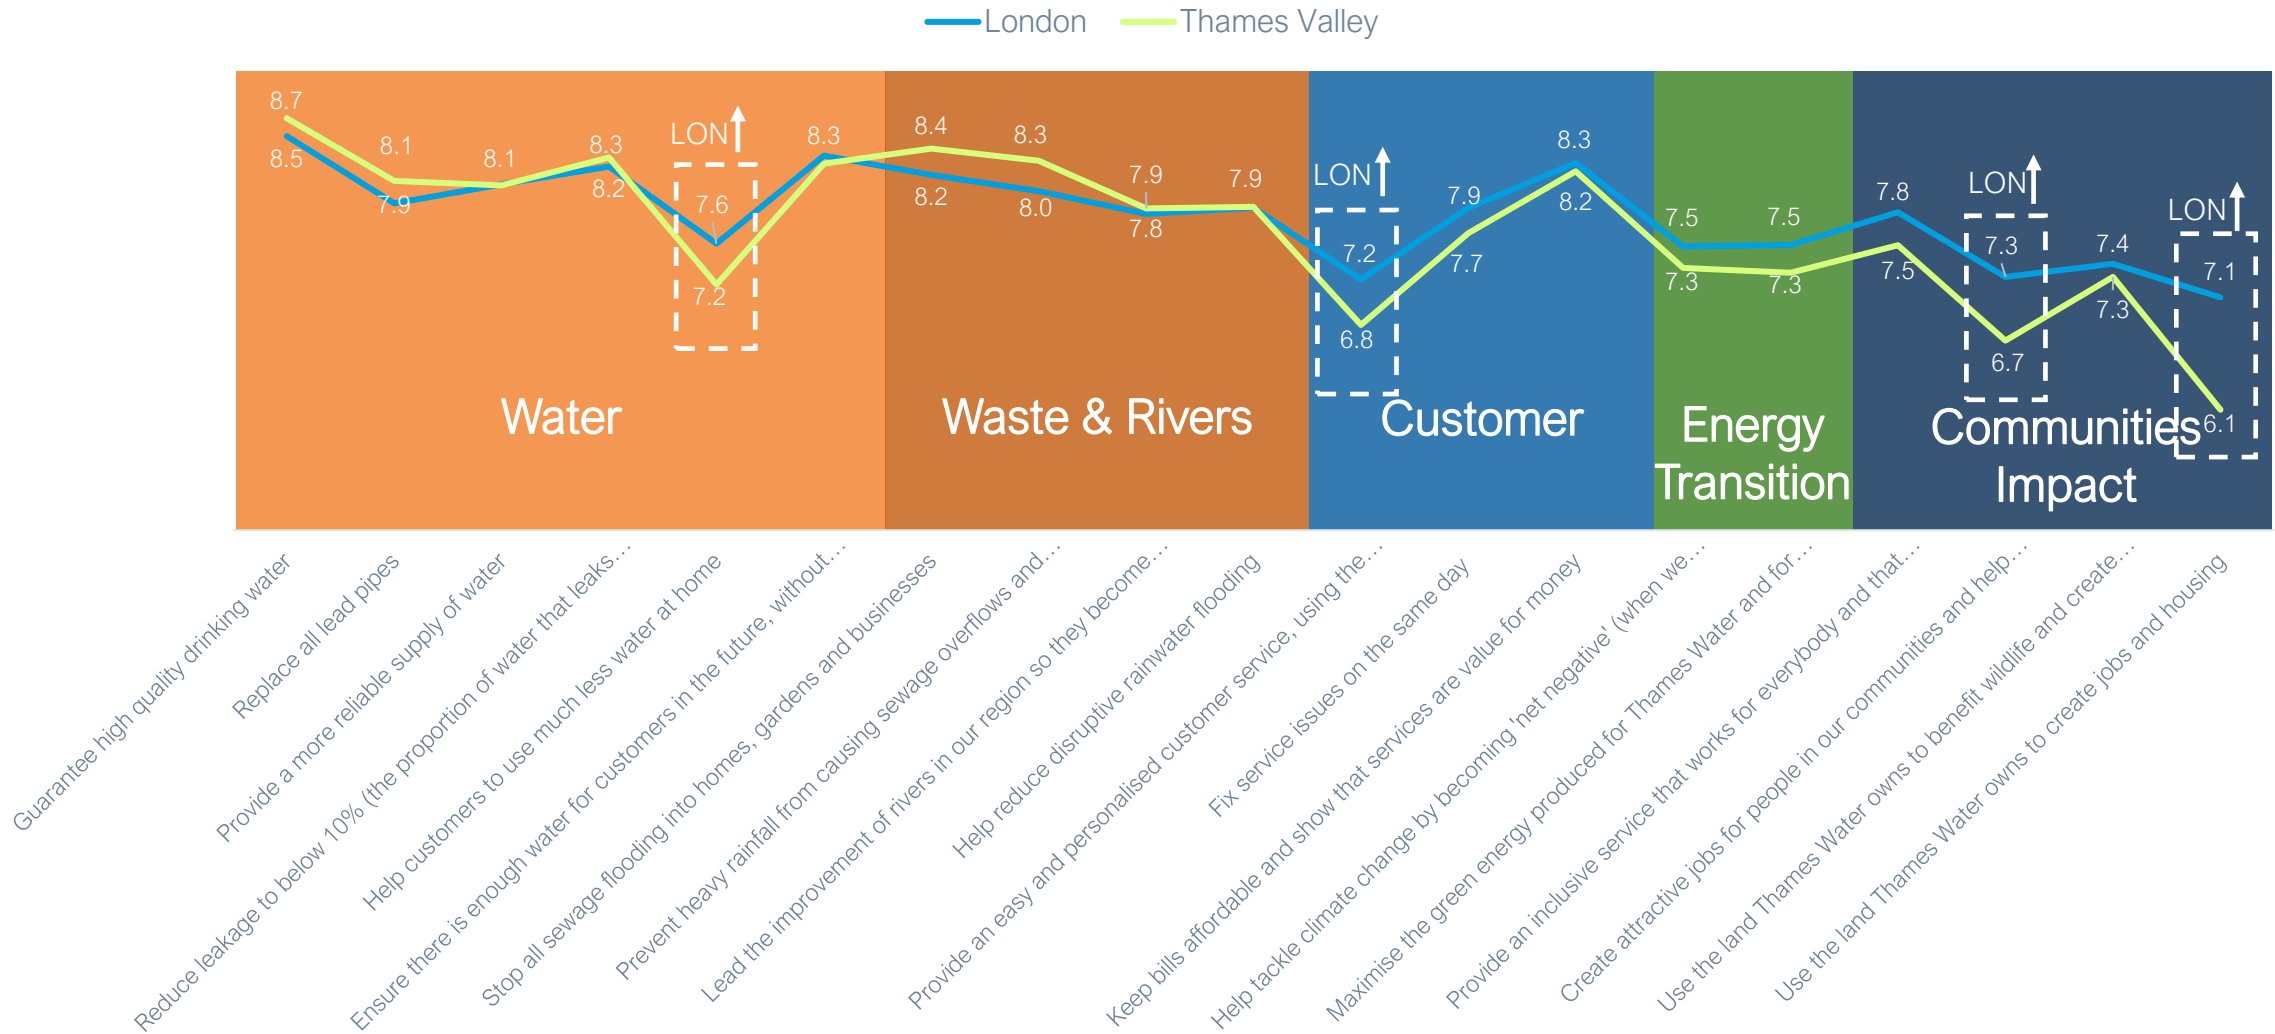 London Thames Valley
8.7
8.5
8.1
7.9
8.1
8.3
8.2
LON
7.6
7.2
8.3
8.4
8.2
8.3
8.0
7.9
7.8
7.9
LON
7.2
6.8
7.9
7.7
8.3
8.2
7.5
7.3
7.5
7.3
7.8
7.5
LON
7.3
6.7
7.4
7.3
LON
7.1
6.1
Water
Waste & Rivers
Customer
Energy
Transition
Communities
Impact
Guarantee high quality drinking water
Replace all lead pipes
Provide a more reliable supply of water
Reduce leakage to below 10% (the proportion of water that leaks...
Help customers to use much less water at home
Ensure there is enough water for customers in the future, without...
Stop all sewage flooding into homes, gardens and businesses
Prevent heavy rainfall from causing sewage overflows and...
Lead the improvement of rivers in our region so they become...
Help reduce disruptive rainwater flooding
Provide an easy and personalised customer service, using the...
Fix service issues on the same day
Keep bills affordable and show that services are value for money
Help tackle climate change by becoming 'net negative' (when we...
Maximise the green energy produced for Thames Water and for...
Provide an inclusive service that works for everybody and that...
Create attractive jobs for people in our communities and help...
Use the land Thames Water owns to benefit wildlife and create...
Use the land Thames Water owns to create jobs and housing